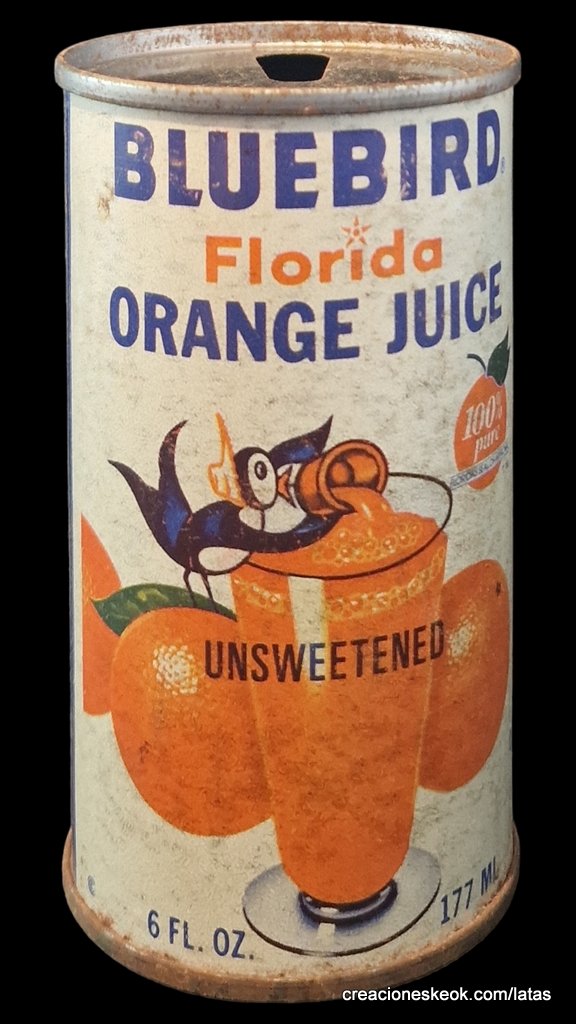 BLUEBIRD®
Florida
ORANGE JUICE
100%
pure
UNSWEETENED
6 FL. OZ.
177 ML
creacioneskeok.com/latas